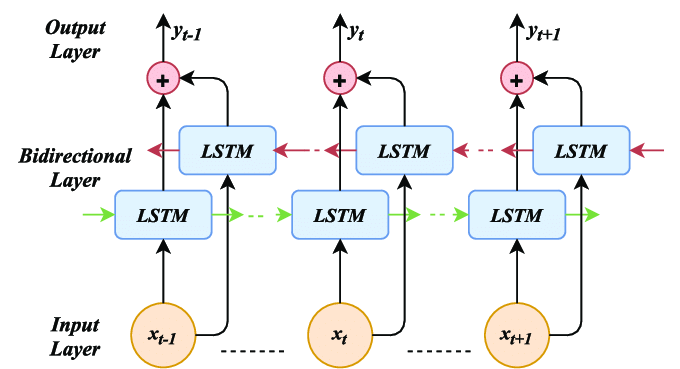 Output
Layer
y_{t-1} y_t y_{t+1}
+ + +
LSTM LSTM LSTM
Bidirectional
Layer
LSTM LSTM LSTM
Input
Layer
x_{t-1} x_t x_{t+1}